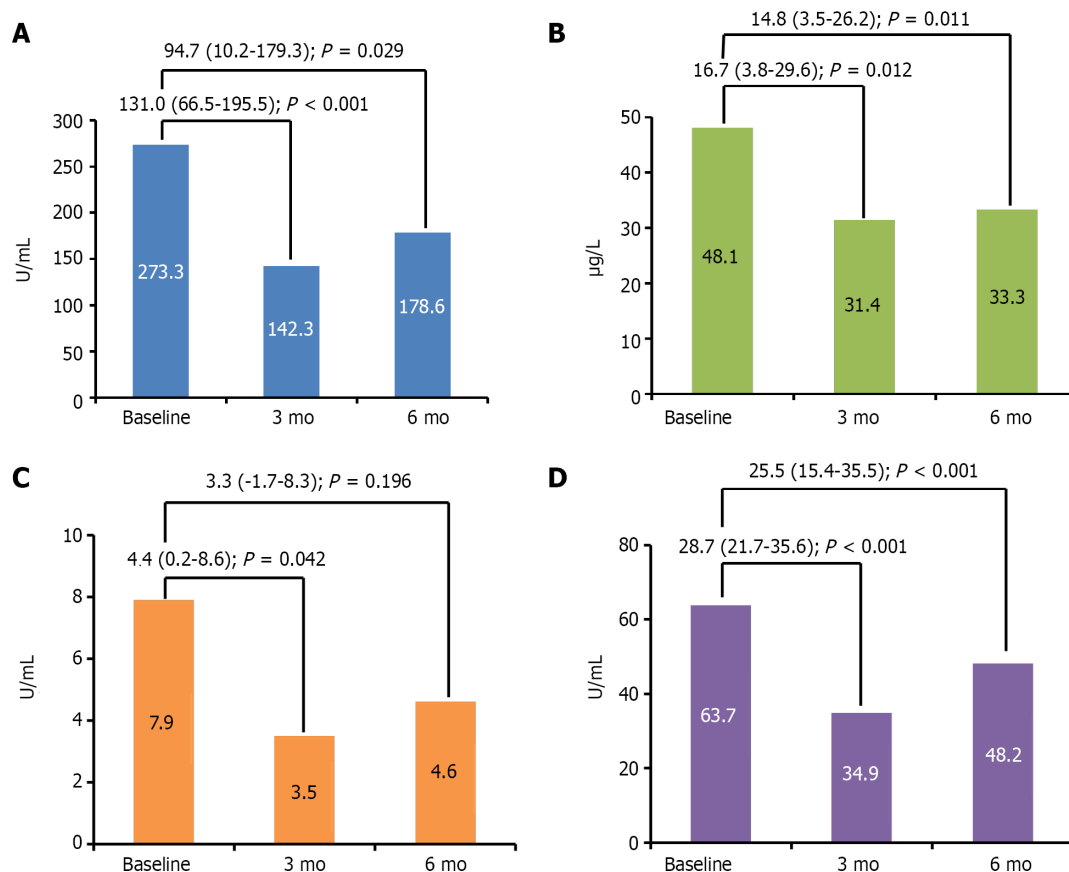 A
94.7 (10.2-179.3); P = 0.029
131.0 (66.5-195.5); P < 0.001
300
250
200
150
100
50
0
U/mL
273.3
142.3
178.6
Baseline
3 mo
6 mo
B
14.8 (3.5-26.2); P = 0.011
16.7 (3.8-29.6); P = 0.012
50
40
30
20
10
0
µg/L
48.1
31.4
33.3
Baseline
3 mo
6 mo
C
3.3 (-1.7-8.3); P = 0.196
4.4 (0.2-8.6); P = 0.042
10
8
6
4
2
0
U/mL
7.9
3.5
4.6
Baseline
3 mo
6 mo
D
25.5 (15.4-35.5); P < 0.001
28.7 (21.7-35.6); P < 0.001
80
60
40
20
0
U/mL
63.7
34.9
48.2
Baseline
3 mo
6 mo